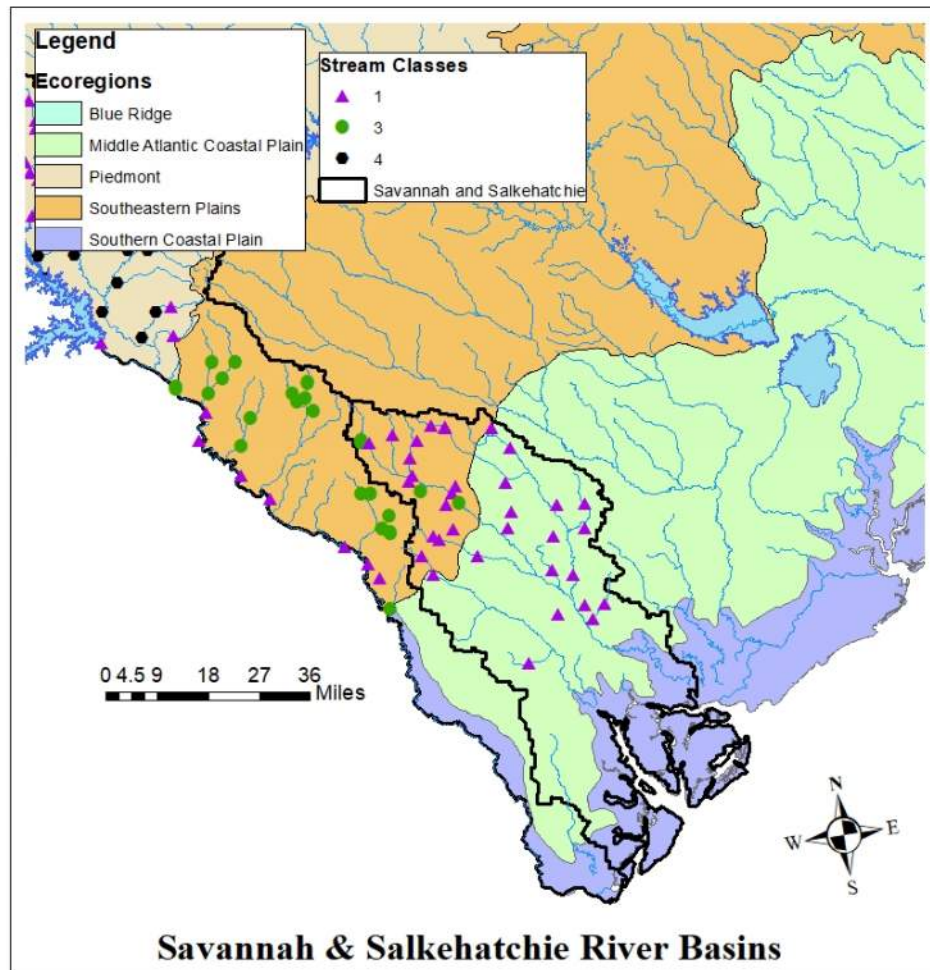 Legend
Ecoregions
Blue Ridge
Middle Atlantic Coastal Plain
Piedmont
Southeastern Plains
Southern Coastal Plain
Stream Classes
1
3
4
Savannah and Salkehatchie
0 4.5 9 18 27 36
Miles
N
W E
S
Savannah & Salkehatchie River Basins